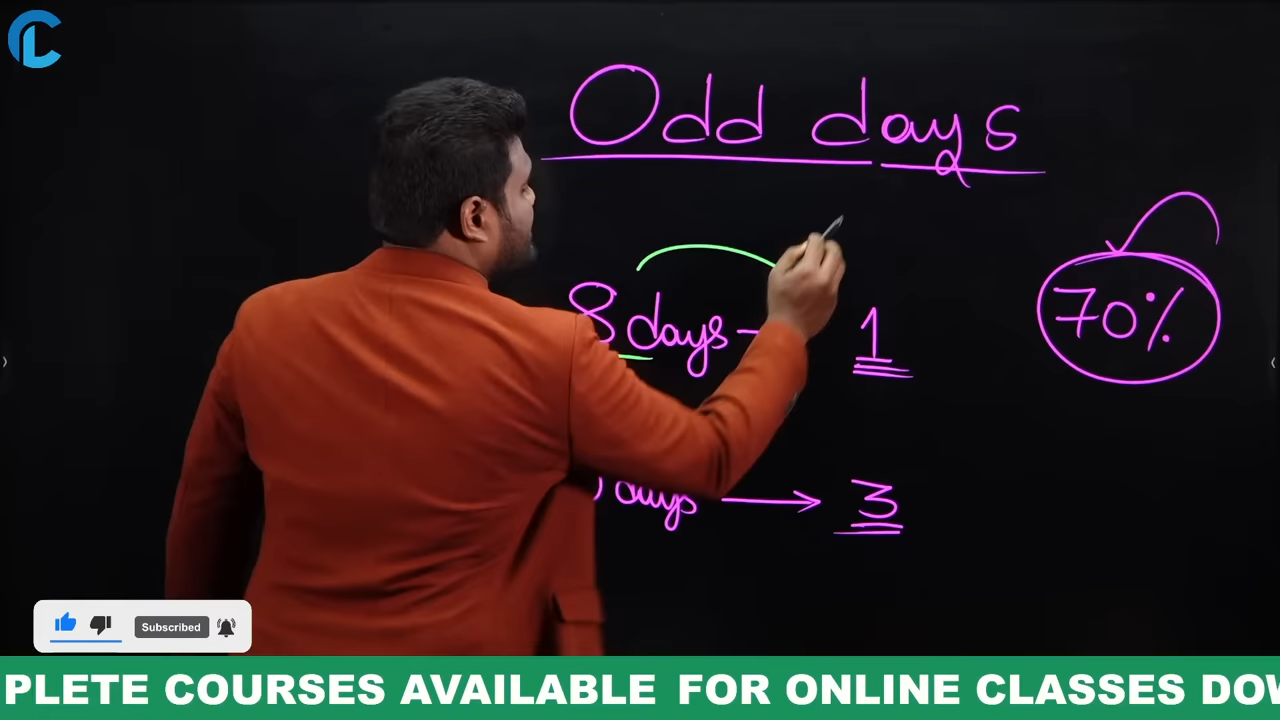 Odd days
8 days 1
70%
days → 3
Subscribed
PLETE COURSES AVAILABLE FOR ONLINE CLASSES DOW